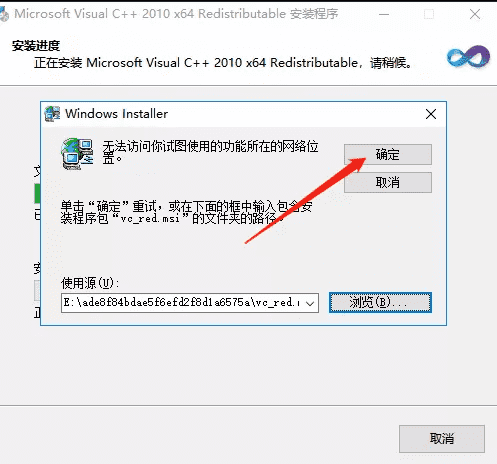 Microsoft Visual C++ 2010 x64 Redistributable 安装程序
安装进度
正在安装 Microsoft Visual C++ 2010 x64 Redistributable，请稍候。
Windows Installer
无法访问你试图使用的功能所在的网络位
置。
确定
取消
单击“确定”重试，或在下面的框中输入包含安
装程序包“vc_red.msi”的文件夹的路径。
使用源(U):
E:\ade8f84bdae5f6efd2f8d1a6575a\vc_red.
浏览(B)...
取消